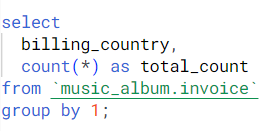 select
  billing_country,
  count(*) as total_count
from `music_album.invoice`
group by 1;